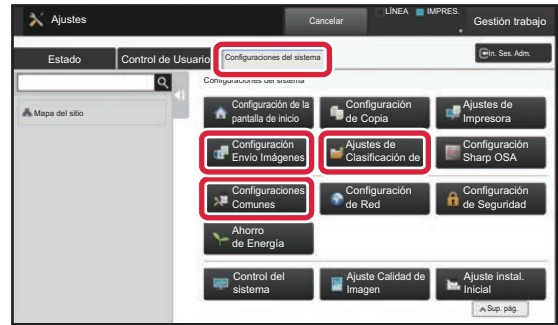 Ajustes
Cancelar
LÍNEA
IMPRES.
Gestión trabajo
Estado
Control de Usuario
Configuraciones del sistema
In. Ses. Adm.
Configuraciones del sistema
Mapa del sitio
Configuración de la
pantalla de inicio
Configuración
de Copia
Ajustes de
Impresora
Configuración
Envío Imágenes
Ajustes de
Clasificación de
Configuración
Sharp OSA
Configuraciones
Comunes
Configuración
de Red
Configuración
de Seguridad
Ahorro
de Energía
Control del
sistema
Ajuste Calidad de
Imagen
Ajuste instal.
Inicial
Sup. pág.